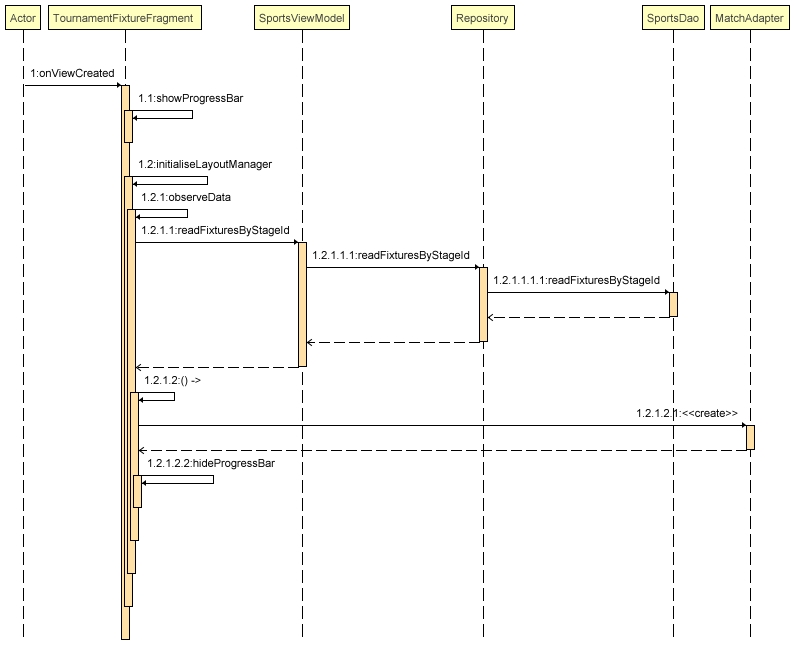 Actor
TournamentFixtureFragment
SportsViewModel
Repository
SportsDao
MatchAdapter
1:onViewCreated
1.1:showProgressBar
1.2:initialiseLayoutManager
1.2.1:observeData
1.2.1.1:readFixturesByStageId
1.2.1.1.1:readFixturesByStageId
1.2.1.1.1.1:readFixturesByStageId
1.2.1.2:() ->
1.2.1.2.1:<<create>>
1.2.1.2.2:hideProgressBar